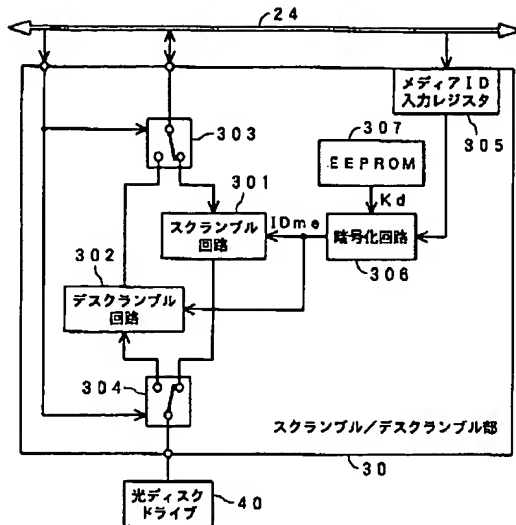 24
メディアID
入力レジスタ
305
307
EEPROM
303
301
Kd
IDme
スクランブル
回路
暗号化回路
306
302
デスクランブル
回路
304
スクランブル/デスクランブル部
30
光ディスク
ドライブ
40